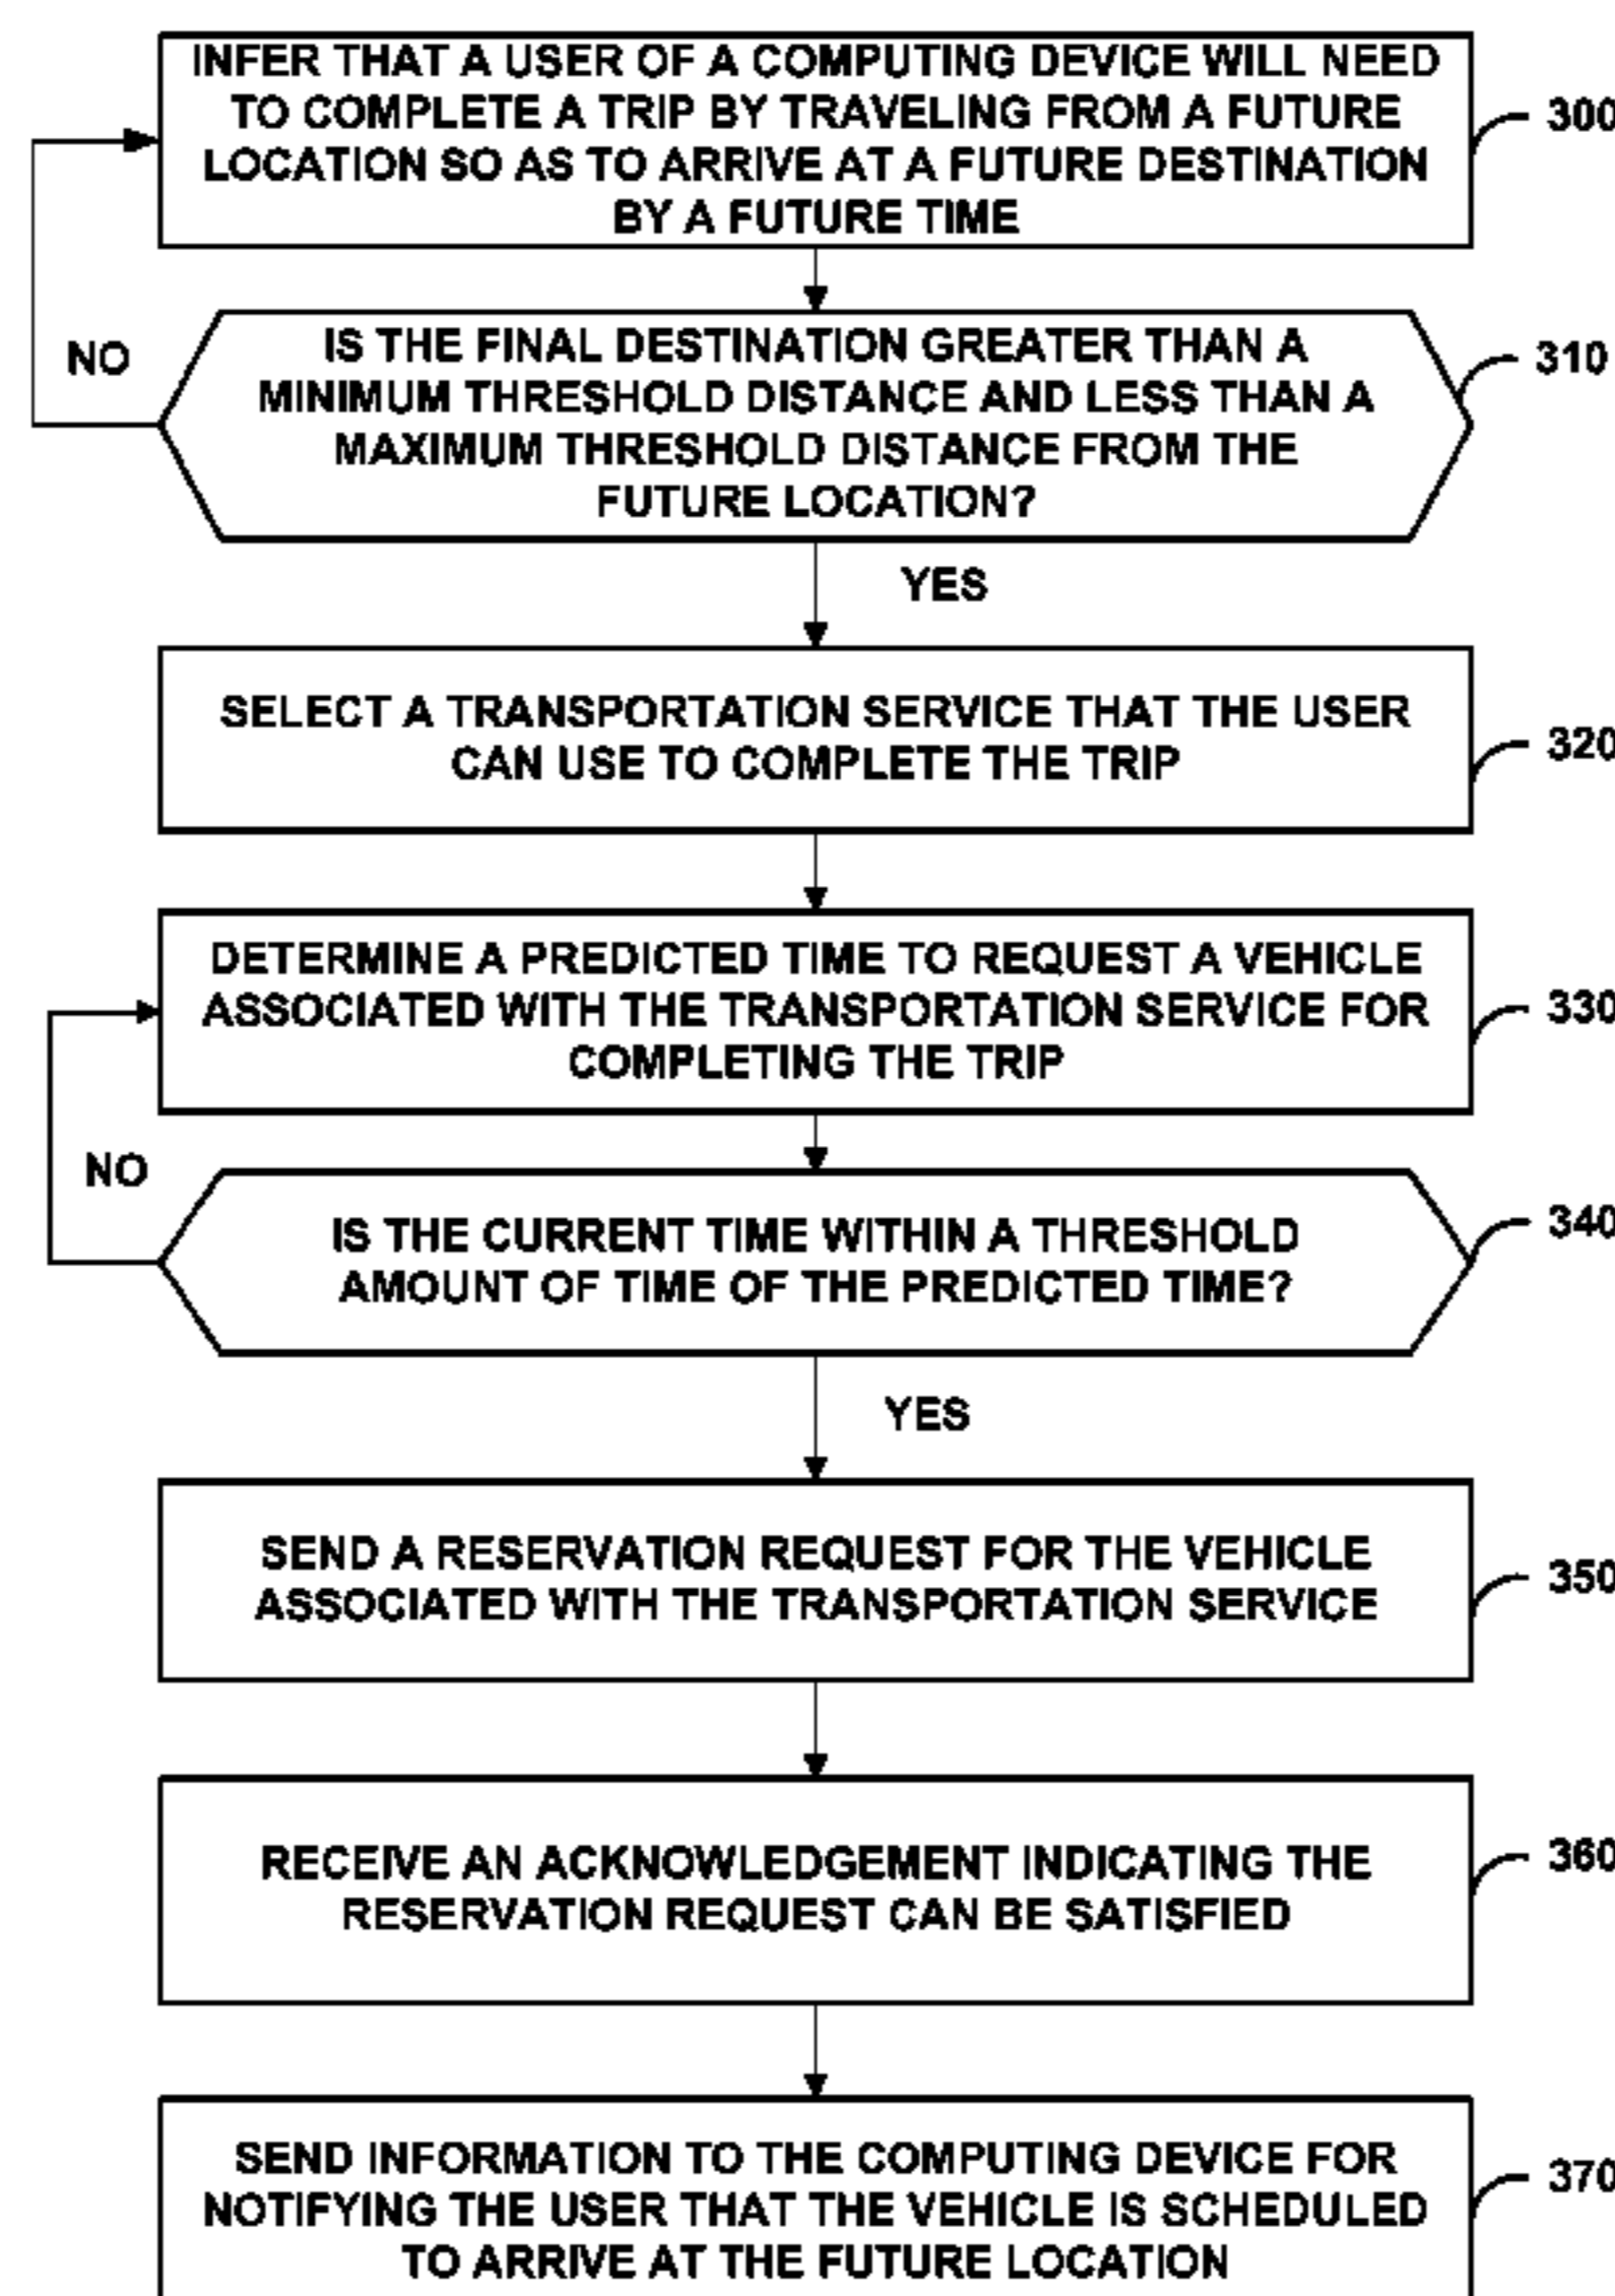 INFER THAT A USER OF A COMPUTING DEVICE WILL NEED
TO COMPLETE A TRIP BY TRAVELING FROM A FUTURE
LOCATION SO AS TO ARRIVE AT A FUTURE DESTINATION
BY A FUTURE TIME
300
NO
IS THE FINAL DESTINATION GREATER THAN A
MINIMUM THRESHOLD DISTANCE AND LESS THAN A
MAXIMUM THRESHOLD DISTANCE FROM THE
FUTURE LOCATION?
310
YES
SELECT A TRANSPORTATION SERVICE THAT THE USER
CAN USE TO COMPLETE THE TRIP
320
DETERMINE A PREDICTED TIME TO REQUEST A VEHICLE
ASSOCIATED WITH THE TRANSPORTATION SERVICE FOR
COMPLETING THE TRIP
330
NO
IS THE CURRENT TIME WITHIN A THRESHOLD
AMOUNT OF TIME OF THE PREDICTED TIME?
340
YES
SEND A RESERVATION REQUEST FOR THE VEHICLE
ASSOCIATED WITH THE TRANSPORTATION SERVICE
350
RECEIVE AN ACKNOWLEDGEMENT INDICATING THE
RESERVATION REQUEST CAN BE SATISFIED
360
SEND INFORMATION TO THE COMPUTING DEVICE FOR
NOTIFYING THE USER THAT THE VEHICLE IS SCHEDULED
TO ARRIVE AT THE FUTURE LOCATION
370